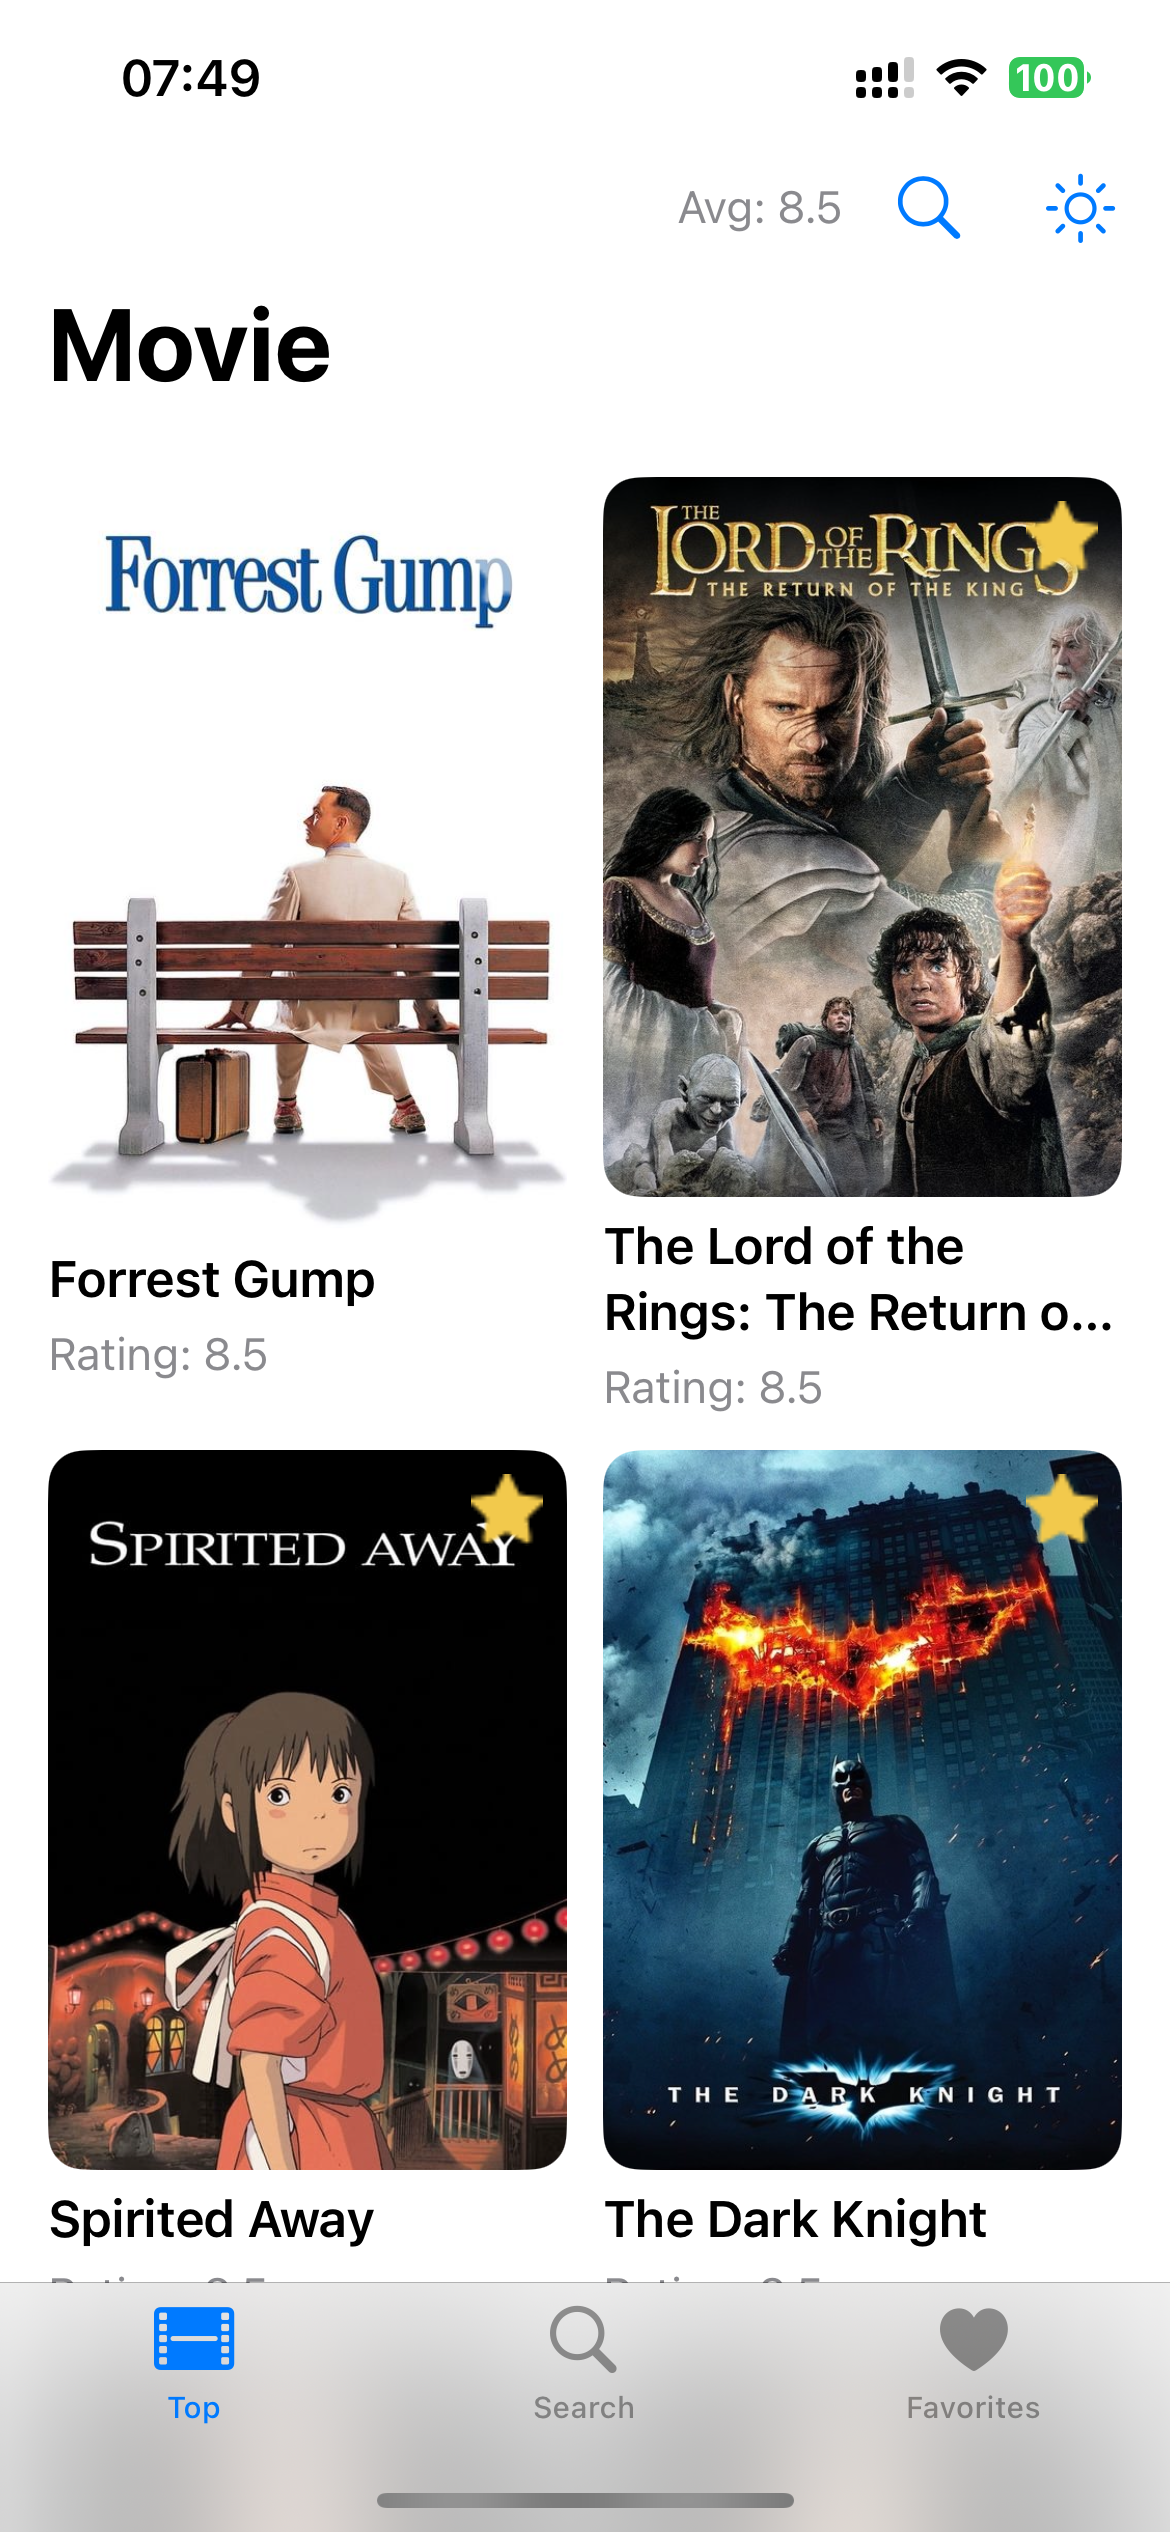 07:49
100
Avg: 8.5
Movie
Forrest Gump
THE
LORD OF THE RINGS
THE RETURN OF THE KING
Forrest Gump
Rating: 8.5
The Lord of the
Rings: The Return o...
Rating: 8.5
SPIRITED AWAY
THE DARK KNIGHT
Spirited Away
The Dark Knight
Top
Search
Favorites